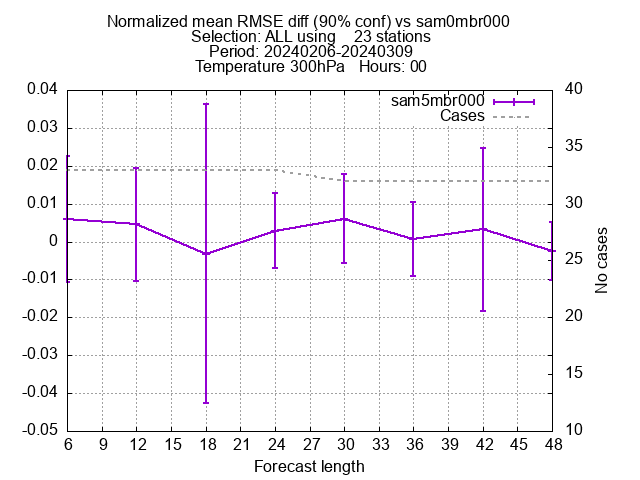 Normalized mean RMSE diff (90% conf) vs sam0mbr000
Selection: ALL using    23 stations
Period: 20240206-20240309
Temperature 300hPa   Hours: 00
sam5mbr000
Cases
0.04
0.03
0.02
0.01
0
-0.01
-0.02
-0.03
-0.04
-0.05
40
35
30
25
20
15
10
No cases
6 12 15 18 21 24 27 30 33 36 39 42 45 48
9
Forecast length